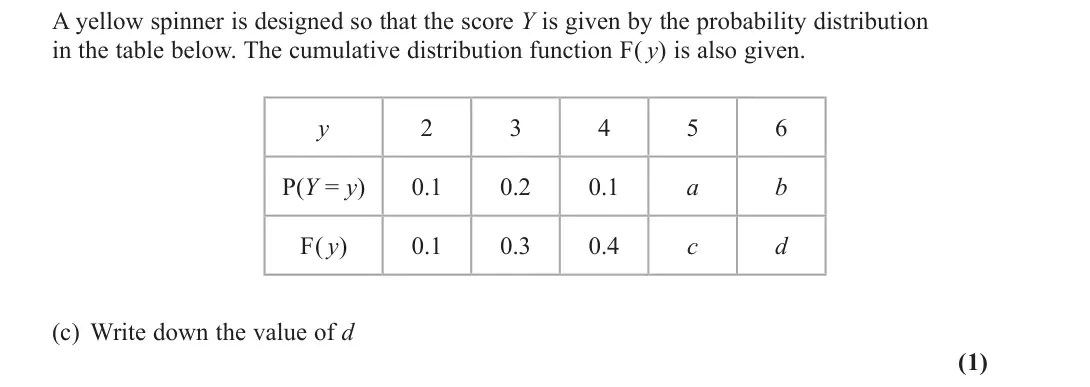 A yellow spinner is designed so that the score Y is given by the probability distribution
in the table below. The cumulative distribution function F(y) is also given.
y 2 3 4 5 6
P(Y = y) 0.1 0.2 0.1 a b
F(y) 0.1 0.3 0.4 c d
(c) Write down the value of d
(1)